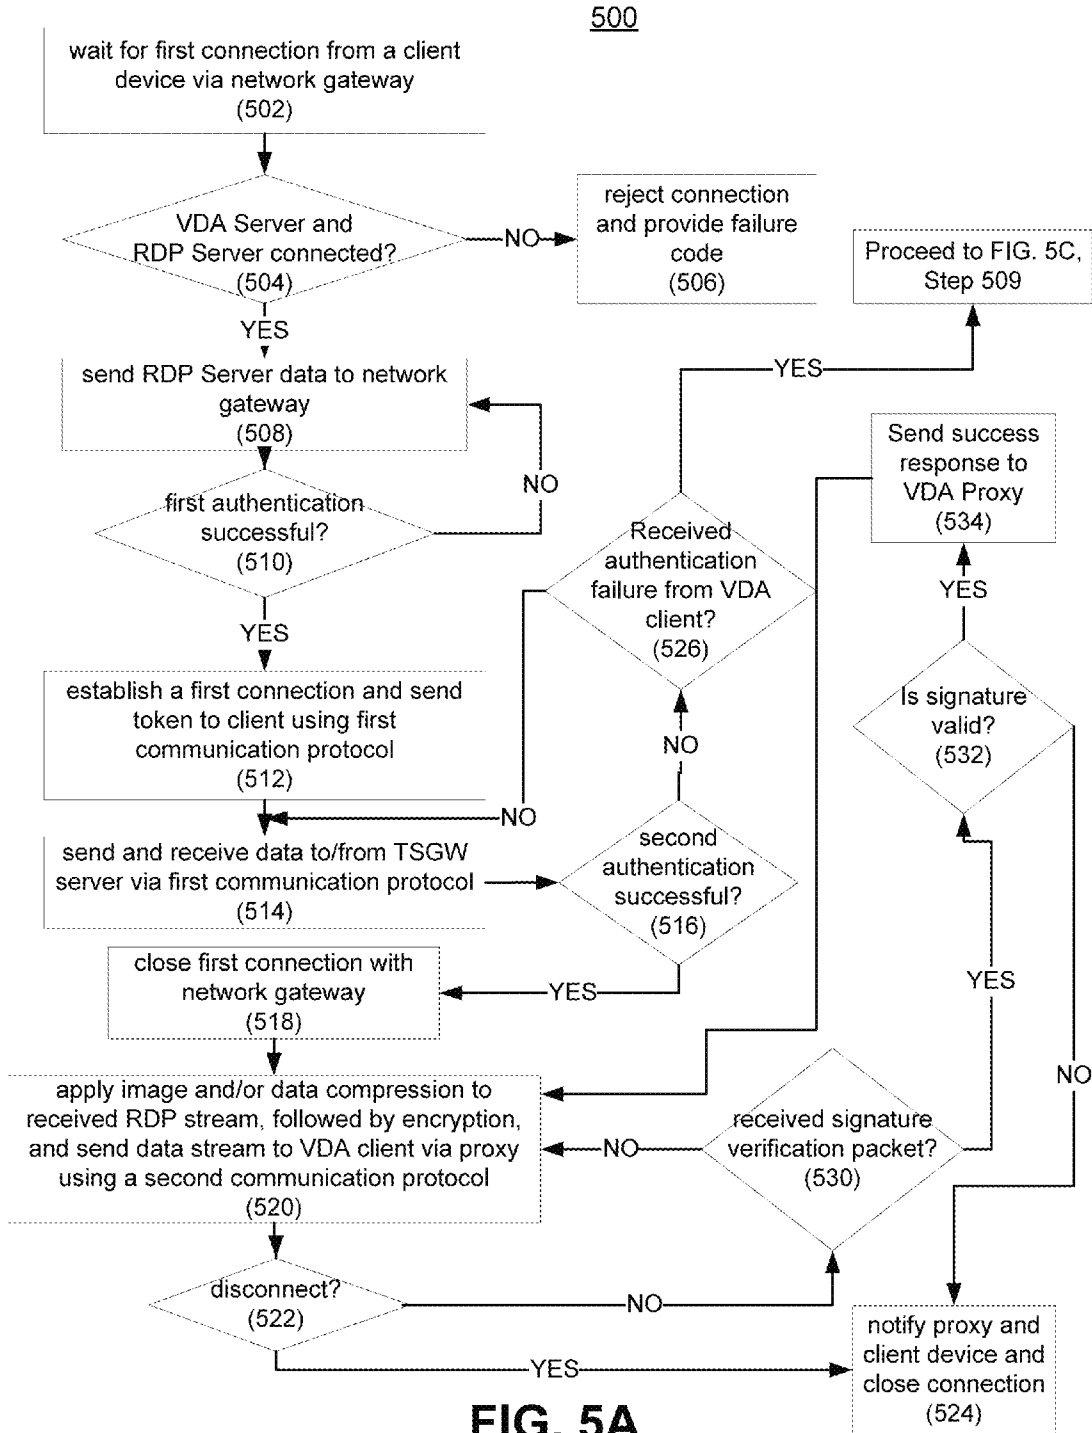 500
wait for first connection from a client
device via network gateway
(502)
VDA Server and
RDP Server connected?
(504)
NO
reject connection
and provide failure
code
(506)
Proceed to FIG. 5C,
Step 509
YES
send RDP Server data to network
gateway
(508)
YES
NO
first authentication
successful?
(510)
Send success
response to
VDA Proxy
(534)
Received
authentication
failure from VDA
client?
(526)
YES
YES
establish a first connection and send
token to client using first
communication protocol
(512)
Is signature
valid?
(532)
NO
NO
send and receive data to/from TSGW
server via first communication protocol
(514)
second
authentication
successful?
(516)
close first connection with
network gateway
(518)
YES
YES
NO
apply image and/or data compression to
received RDP stream, followed by encryption,
and send data stream to VDA client via proxy
using a second communication protocol
(520)
NO
received signature
verification packet?
(530)
disconnect?
(522)
NO
YES
notify proxy and
client device and
close connection
(524)
FIG. 5A